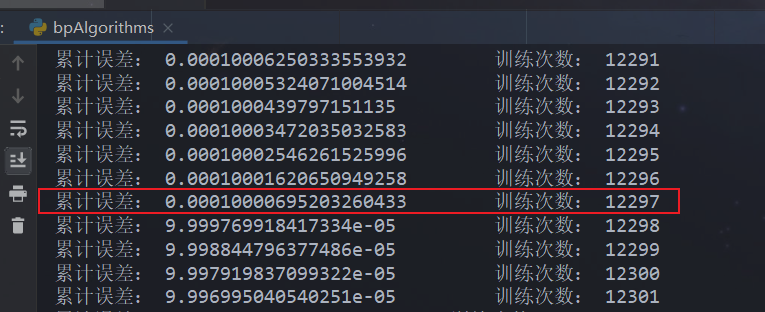 bpAlgorithms
累计误差： 0.00010006250333553932 训练次数： 12291
累计误差： 0.00010005324071004514 训练次数： 12292
累计误差： 0.0001000439797151135 训练次数： 12293
累计误差： 0.00010003472035032583 训练次数： 12294
累计误差： 0.00010002546261525996 训练次数： 12295
累计误差： 0.00010001620650949258 训练次数： 12296
累计误差： 0.00010000695203260433 训练次数： 12297
累计误差： 9.999769918417334e-05 训练次数： 12298
累计误差： 9.998844796377486e-05 训练次数： 12299
累计误差： 9.997919837099322e-05 训练次数： 12300
累计误差： 9.996995040540251e-05 训练次数： 12301